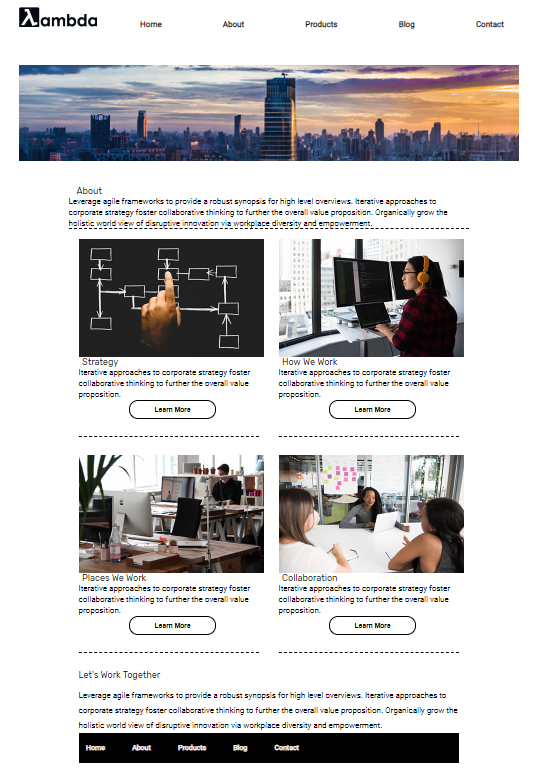 λambda
Home About Products Blog Contact
About
Leverage agile frameworks to provide a robust synopsis for high level overviews. Iterative approaches to
corporate strategy foster collaborative thinking to further the overall value proposition. Organically grow the
holistic world view of disruptive innovation via workplace diversity and empowerment.
Strategy
Iterative approaches to corporate strategy foster
collaborative thinking to further the overall value
proposition.
Learn More
How We Work
Iterative approaches to corporate strategy foster
collaborative thinking to further the overall value
proposition.
Learn More
Places We Work
Iterative approaches to corporate strategy foster
collaborative thinking to further the overall value
proposition.
Learn More
Collaboration
Iterative approaches to corporate strategy foster
collaborative thinking to further the overall value
proposition.
Learn More
Let's Work Together
Leverage agile frameworks to provide a robust synopsis for high level overviews. Iterative approaches to
corporate strategy foster collaborative thinking to further the overall value proposition. Organically grow the
holistic world view of disruptive innovation via workplace diversity and empowerment.
Home About Products Blog Contact